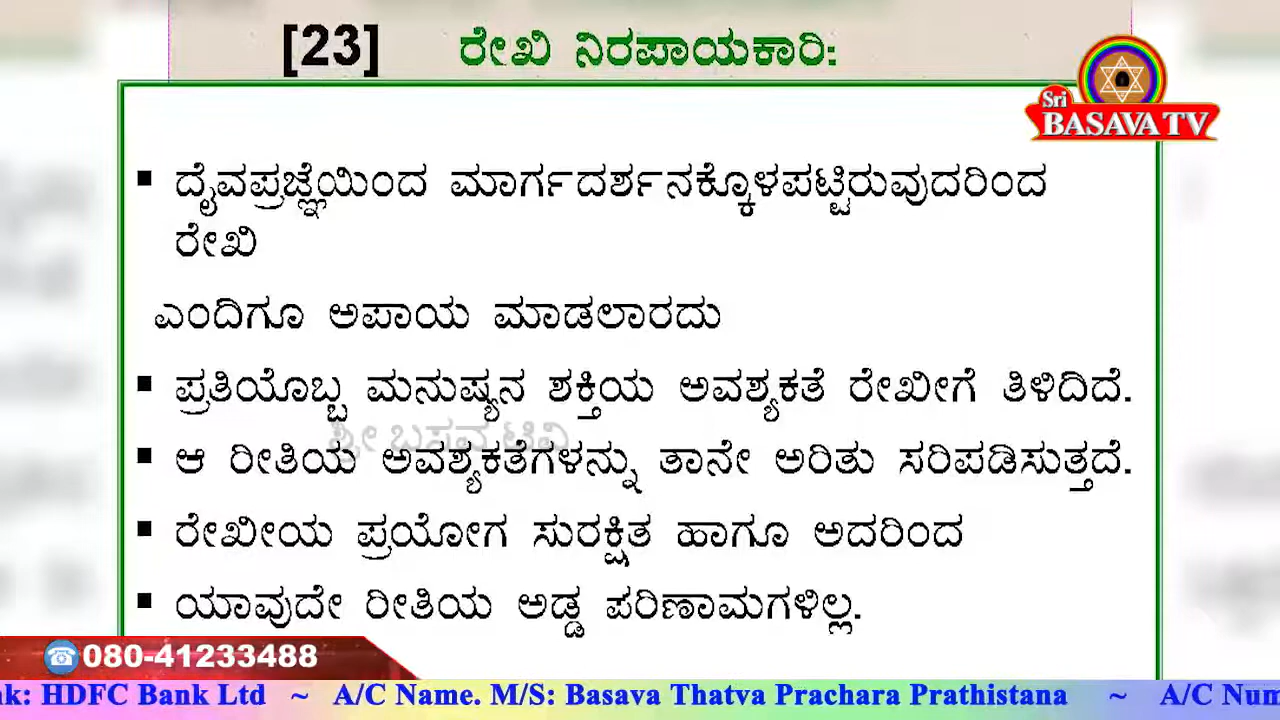 [23] ರೇಖಿ ನಿರಪಾಯಕಾರಿ:
Sri
BASAVA TV
▪ ದೈವಪ್ರಜ್ಞೆಯಿಂದ ಮಾರ್ಗದರ್ಶನಕ್ಕೊಳಪಟ್ಟಿರುವುದರಿಂದ
ರೇಖಿ
ಎಂದಿಗೂ ಅಪಾಯ ಮಾಡಲಾರದು
▪ ಪ್ರತಿಯೊಬ್ಬ ಮನುಷ್ಯನ ಶಕ್ತಿಯ ಅವಶ್ಯಕತೆ ರೇಖೀಗೆ ತಿಳಿದಿದೆ.
ಶ್ರೀ ಬಸವ ಟಿವಿ
▪ ಆ ರೀತಿಯ ಅವಶ್ಯಕತೆಗಳನ್ನು ತಾನೇ ಅರಿತು ಸರಿಪಡಿಸುತ್ತದೆ.
▪ ರೇಖೀಯ ಪ್ರಯೋಗ ಸುರಕ್ಷಿತ ಹಾಗೂ ಅದರಿಂದ
▪ ಯಾವುದೇ ರೀತಿಯ ಅಡ್ಡ ಪರಿಣಾಮಗಳಿಲ್ಲ.
☎080-41233488
nk: HDFC Bank Ltd ~ A/C Name. M/S: Basava Thatva Prachara Prathistana ~ A/C Num